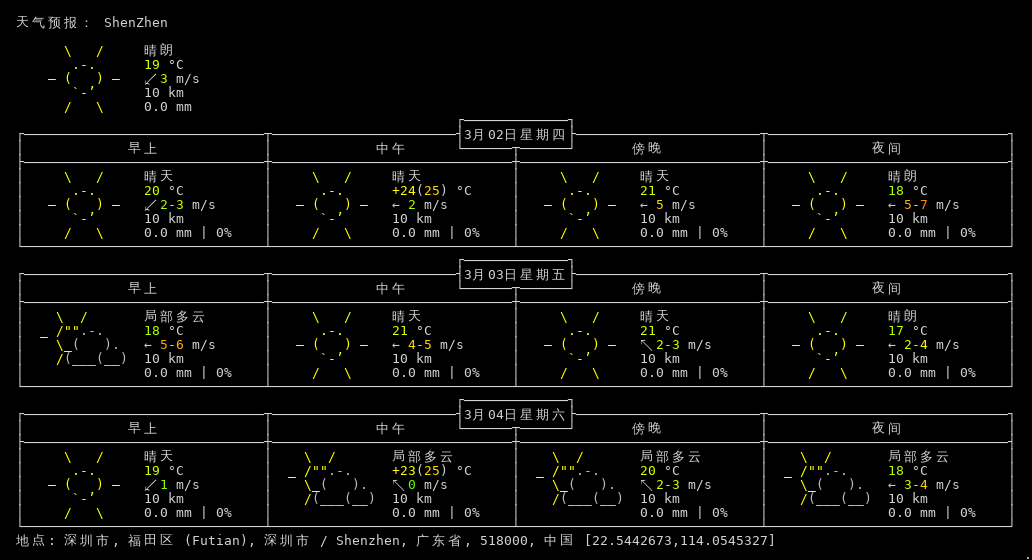 天气预报： ShenZhen
晴朗
19 °C
↙3 m/s
10 km
0.0 mm
3月02日星期四
早上 中午 傍晚 夜间
晴天 晴天 晴天 晴朗
20 °C +24(25) °C 21 °C 18 °C
↙2-3 m/s ← 2 m/s ← 5 m/s ← 5-7 m/s
10 km 10 km 10 km 10 km
0.0 mm | 0% 0.0 mm | 0% 0.0 mm | 0% 0.0 mm | 0%
3月03日星期五
早上 中午 傍晚 夜间
局部多云 晴天 晴天 晴朗
18 °C 21 °C 21 °C 17 °C
← 5-6 m/s ← 4-5 m/s ↖2-3 m/s ← 2-4 m/s
10 km 10 km 10 km 10 km
0.0 mm | 0% 0.0 mm | 0% 0.0 mm | 0% 0.0 mm | 0%
3月04日星期六
早上 中午 傍晚 夜间
晴天 局部多云 局部多云 局部多云
19 °C +23(25) °C 20 °C 18 °C
↙1 m/s ↖0 m/s ↖2-3 m/s ← 3-4 m/s
10 km 10 km 10 km 10 km
0.0 mm | 0% 0.0 mm | 0% 0.0 mm | 0% 0.0 mm | 0%
地点: 深圳市, 福田区 (Futian), 深圳市 / Shenzhen, 广东省, 518000, 中国 [22.5442673,114.0545327]